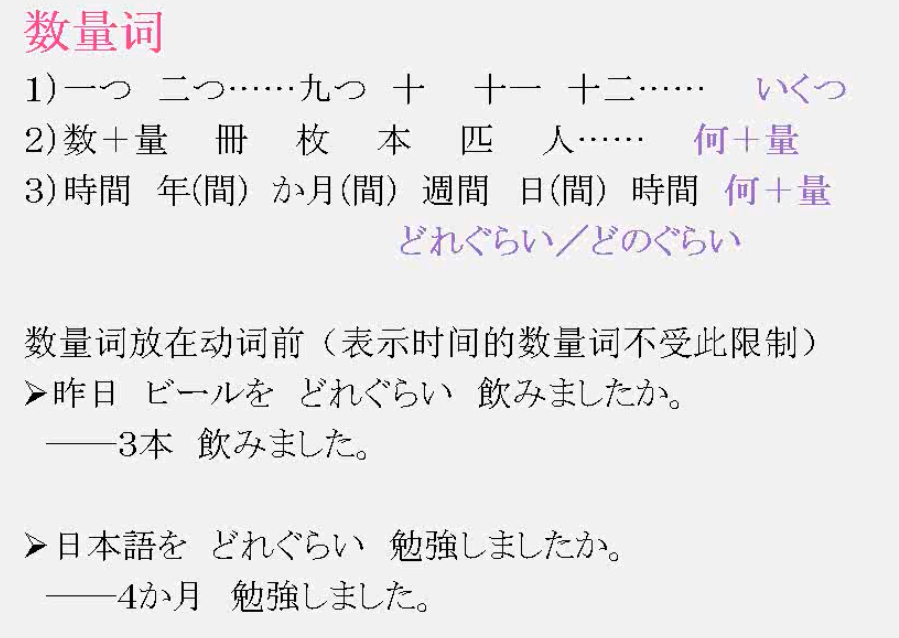 数量词
1)一つ 二つ……九つ 十 十一 十二…… いくつ
2)数＋量 冊 枚 本 匹 人…… 何＋量
3)時間 年(間) か月(間) 週間 日(間) 時間 何＋量
どれぐらい／どのぐらい
数量词放在动词前（表示时间的数量词不受此限制）
➢昨日 ビールを どれぐらい 飲みましたか。
——3本 飲みました。
➢日本語を どれぐらい 勉強しましたか。
——4か月 勉強しました。